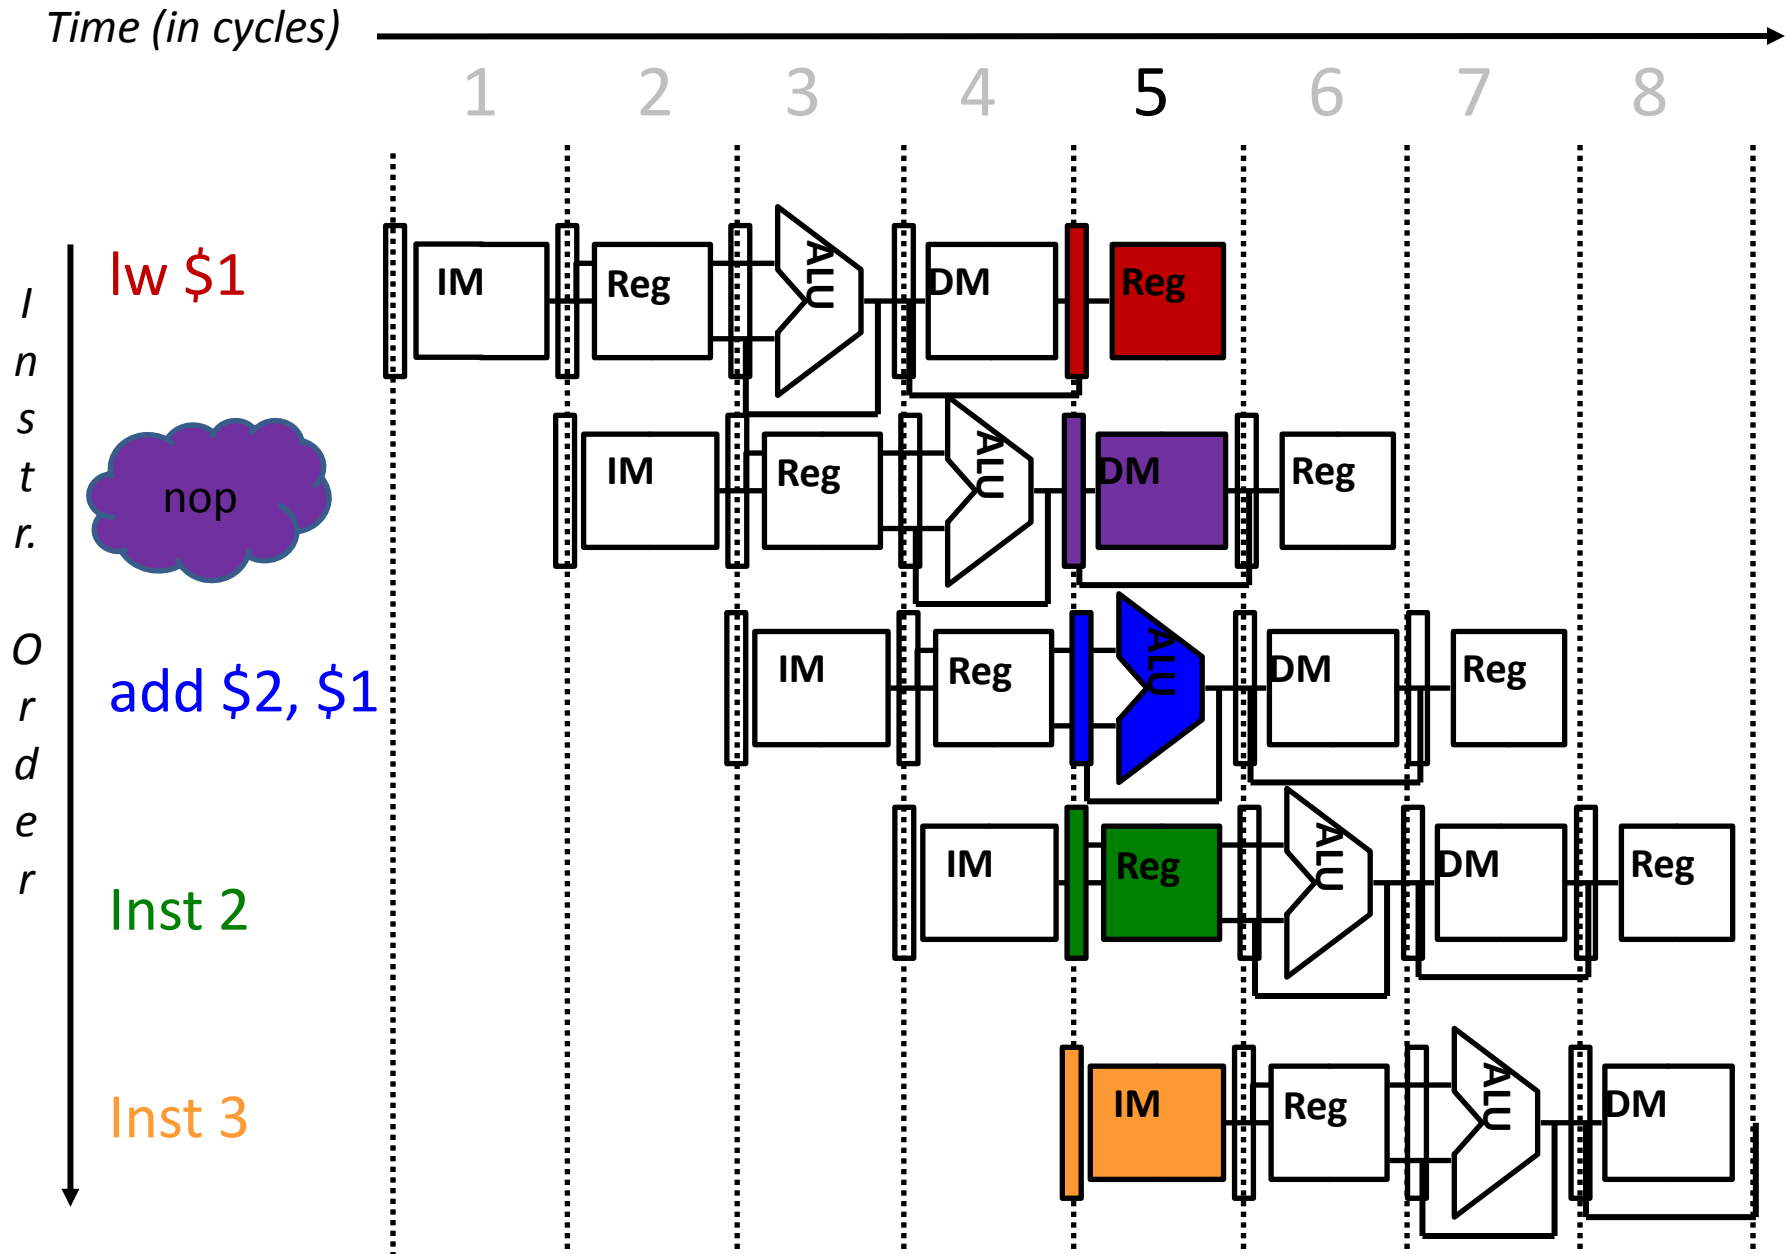 Time (in cycles)
1 2 3 4 5 6 7 8
Instr. Order
lw $1
IM Reg ALU DM Reg
nop
IM Reg ALU DM Reg
add $2, $1
IM Reg ALU DM Reg
Inst 2
IM Reg ALU DM Reg
Inst 3
IM Reg ALU DM